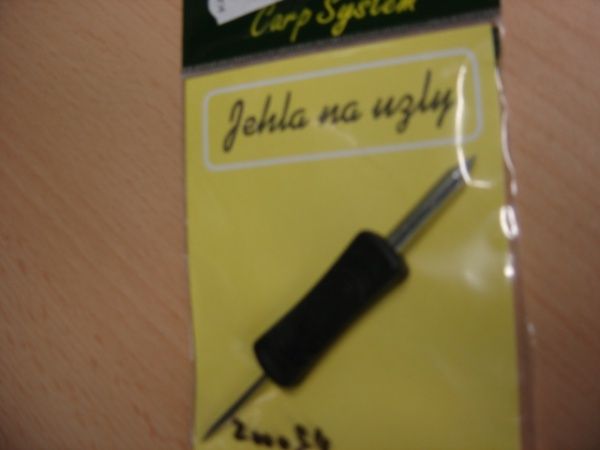 Carp System
Jehla na uzly